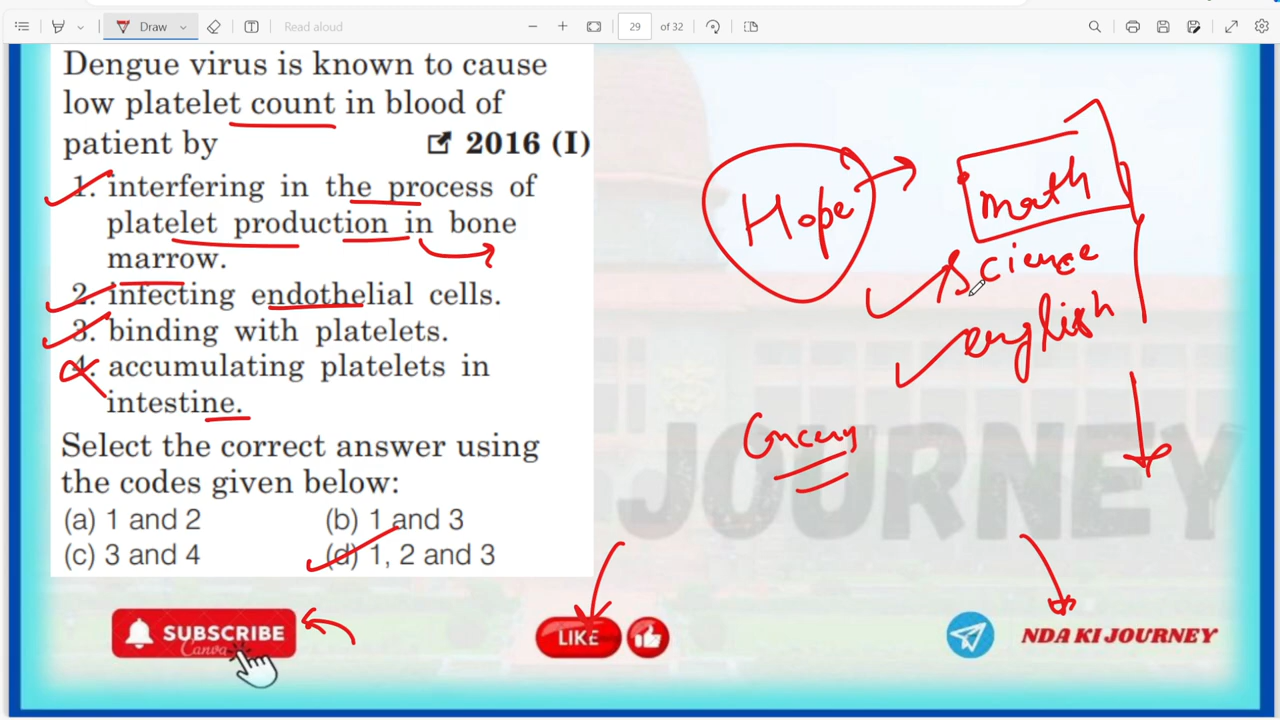 Draw
Read aloud
29
of 32
Dengue virus is known to cause
low platelet count in blood of
patient by 2016 (I)
1. interfering in the process of
platelet production in bone
marrow.
2. infecting endothelial cells.
3. binding with platelets.
4. accumulating platelets in
intestine.
Select the correct answer using
the codes given below:
(a) 1 and 2 (b) 1 and 3
(c) 3 and 4 (d) 1, 2 and 3
Hope
math
Science
english
JOURNEY
SUBSCRIBE
Canva
LIKE
NDA KI JOURNEY